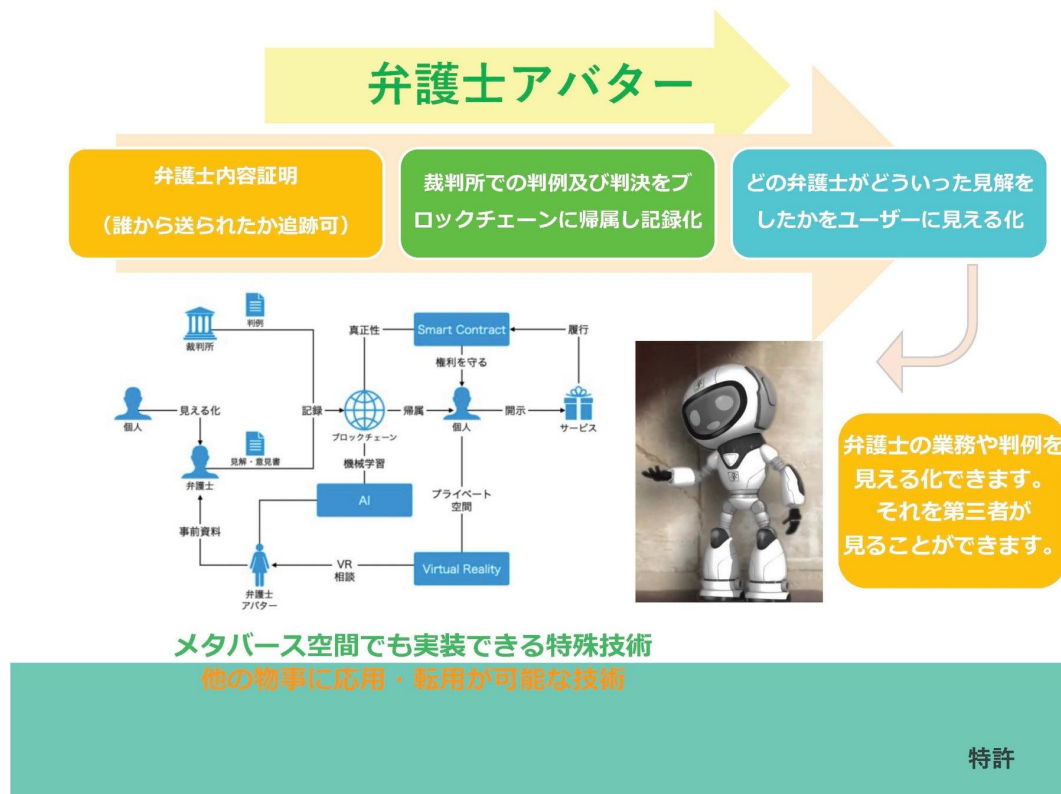 弁護士アバター
弁護士内容証明
（誰から送られたか追跡可）
裁判所での判例及び判決をブ
ロックチェーンに帰属し記録化
どの弁護士がどういった見解を
したかをユーザーに見える化
判例
裁判所
真正性
Smart Contract
履行
権利を守る
個人
見える化
記録
ブロックチェーン
帰属
個人
開示
サービス
見解・意見書
弁護士
機械学習
AI
プライベート
空間
事前資料
弁護士
アバター
VR
相談
Virtual Reality
弁護士の業務や判例を
見える化できます。
それを第三者が
見ることができます。
メタバース空間でも実装できる特殊技術
他の物事に応用・転用が可能な技術
特許